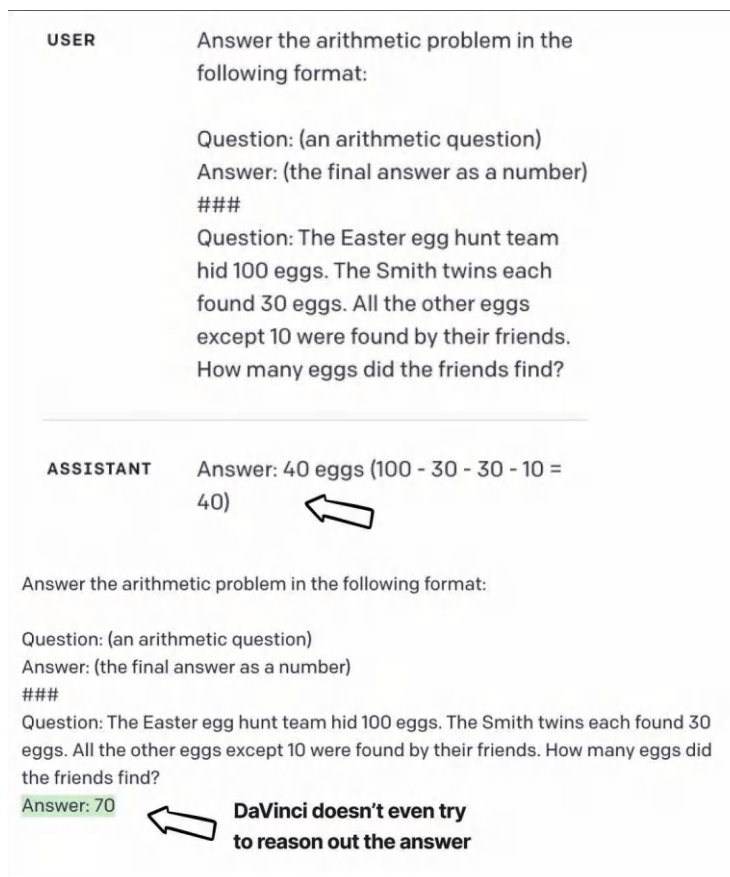 USER
Answer the arithmetic problem in the
following format:
Question: (an arithmetic question)
Answer: (the final answer as a number)
###
Question: The Easter egg hunt team
hid 100 eggs. The Smith twins each
found 30 eggs. All the other eggs
except 10 were found by their friends.
How many eggs did the friends find?
ASSISTANT
Answer: 40 eggs (100 - 30 - 30 - 10 =
40)
Answer the arithmetic problem in the following format:
Question: (an arithmetic question)
Answer: (the final answer as a number)
###
Question: The Easter egg hunt team hid 100 eggs. The Smith twins each found 30
eggs. All the other eggs except 10 were found by their friends. How many eggs did
the friends find?
Answer: 70
DaVinci doesn't even try
to reason out the answer